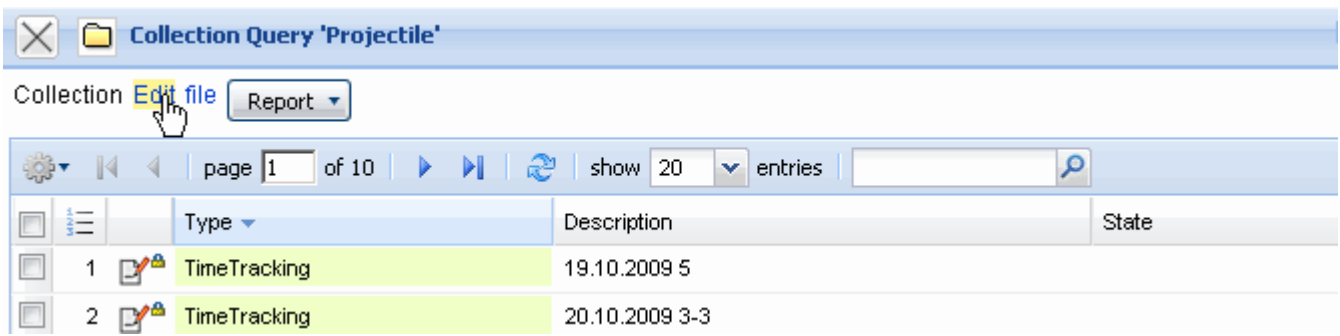 Collection Query 'Projectile'
Collection Edit file Report
page 1 of 10 show 20 entries
Type Description State
1 TimeTracking 19.10.2009 5
2 TimeTracking 20.10.2009 3-3